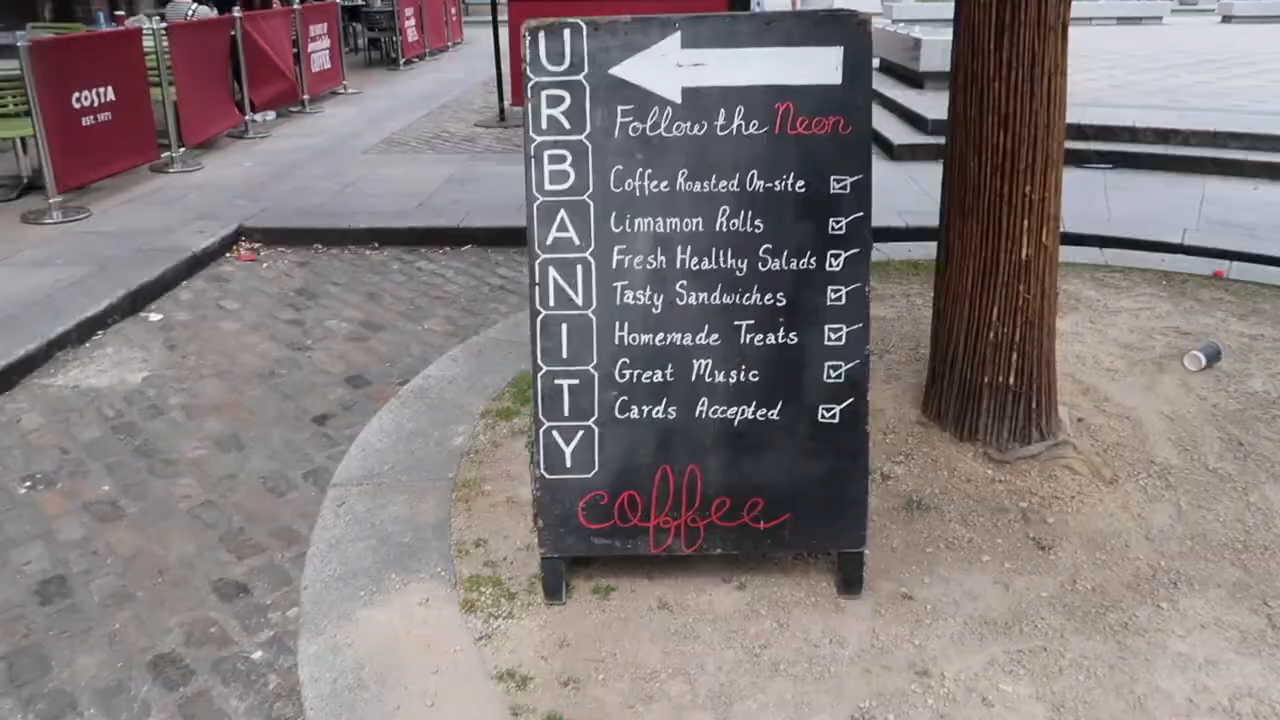 COSTA
EST. 1971
COFFEE
URBANITY
Follow the Neon
Coffee Roasted On-site
Cinnamon Rolls
Fresh Healthy Salads
Tasty Sandwiches
Homemade Treats
Great Music
Cards Accepted
coffee